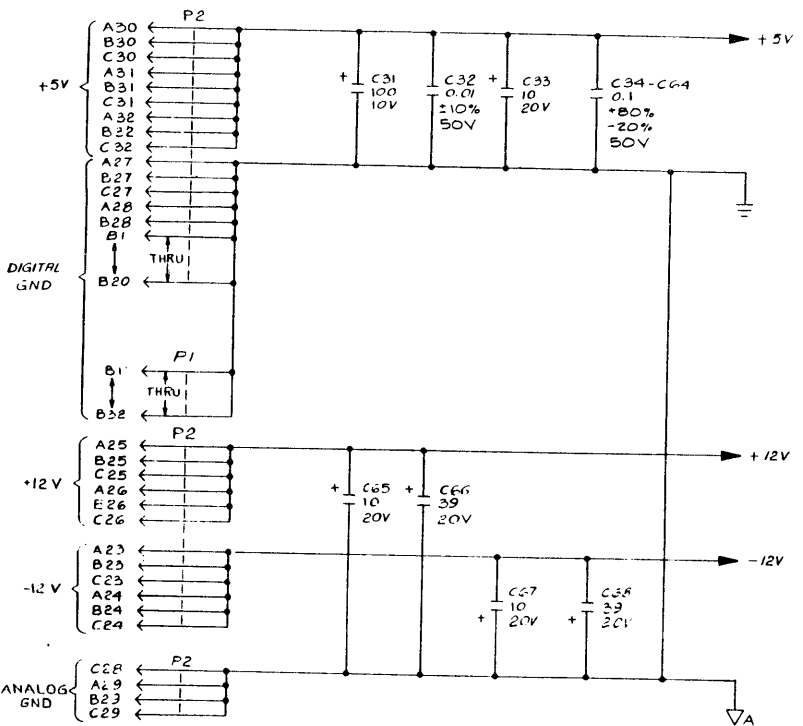 P2
A30
B30
C30
A31
B31
C31
A32
B22
C32
+5V
+5V
+ C31
100
10V
C32
0.01
±10%
50V
+ C33
10
20V
C34-C64
0.1
+80%
-20%
50V
A27
B27
C27
A28
B28
B1
THRU
B20
DIGITAL
GND
P1
B1
THRU
B32
P2
A25
B25
C25
A26
B26
C26
+12V
+12V
+ C65
10
20V
+ C66
39
20V
A23
B23
C23
A24
B24
C24
-12V
-12V
C67
10
+ 20V
39
+ 20V
P2
C28
A29
C29
ANALOG
GND
A